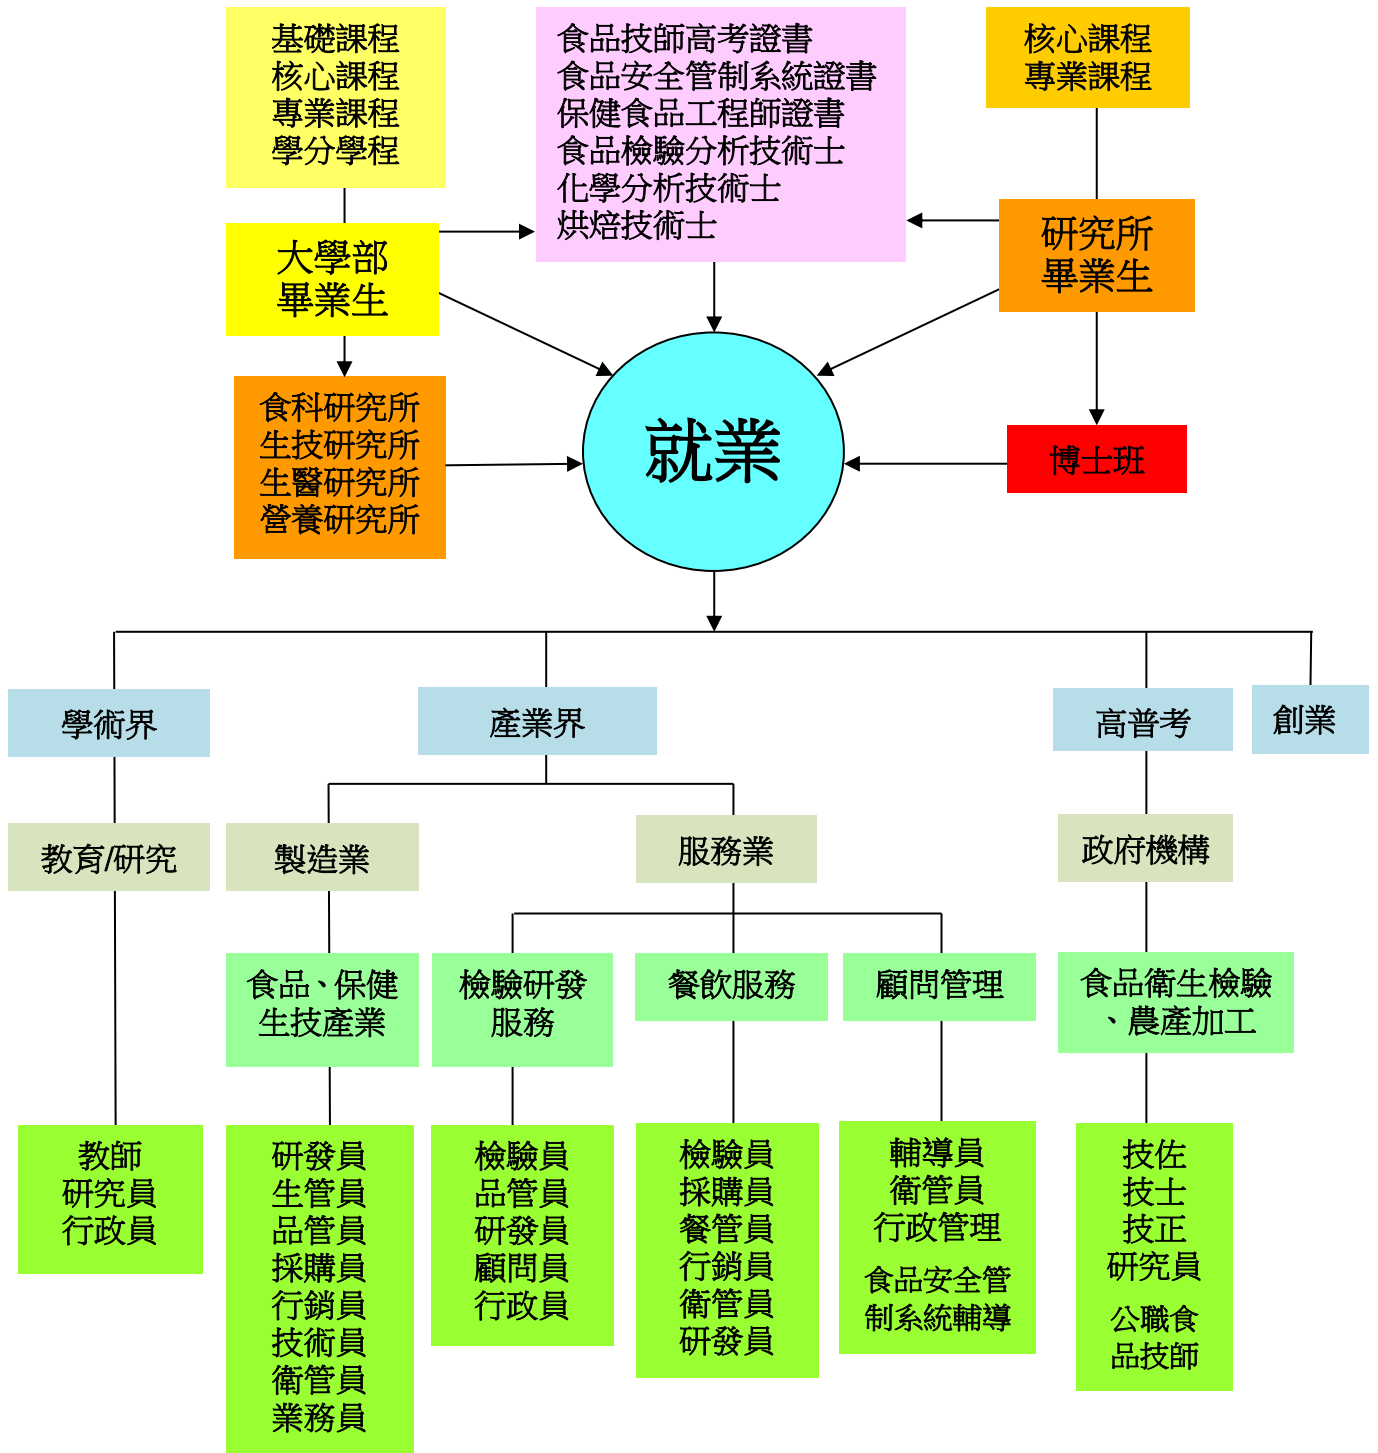 基礎課程
核心課程
專業課程
學分學程
食品技師高考證書
食品安全管制系統證書
保健食品工程師證書
食品檢驗分析技術士
化學分析技術士
烘焙技術士
核心課程
專業課程
大學部
畢業生
研究所
畢業生
食科研究所
生技研究所
生醫研究所
營養研究所
就業
博士班
學術界
產業界
高普考
創業
教育/研究
製造業
服務業
政府機構
食品、保健
生技產業
檢驗研發
服務
餐飲服務
顧問管理
食品衛生檢驗
、農產加工
教師
研究員
行政員
研發員
生管員
品管員
採購員
行銷員
技術員
衛管員
業務員
檢驗員
品管員
研發員
顧問員
行政員
檢驗員
採購員
餐管員
行銷員
衛管員
研發員
輔導員
衛管員
行政管理
食品安全管
制系統輔導
技佐
技士
技正
研究員
公職食
品技師